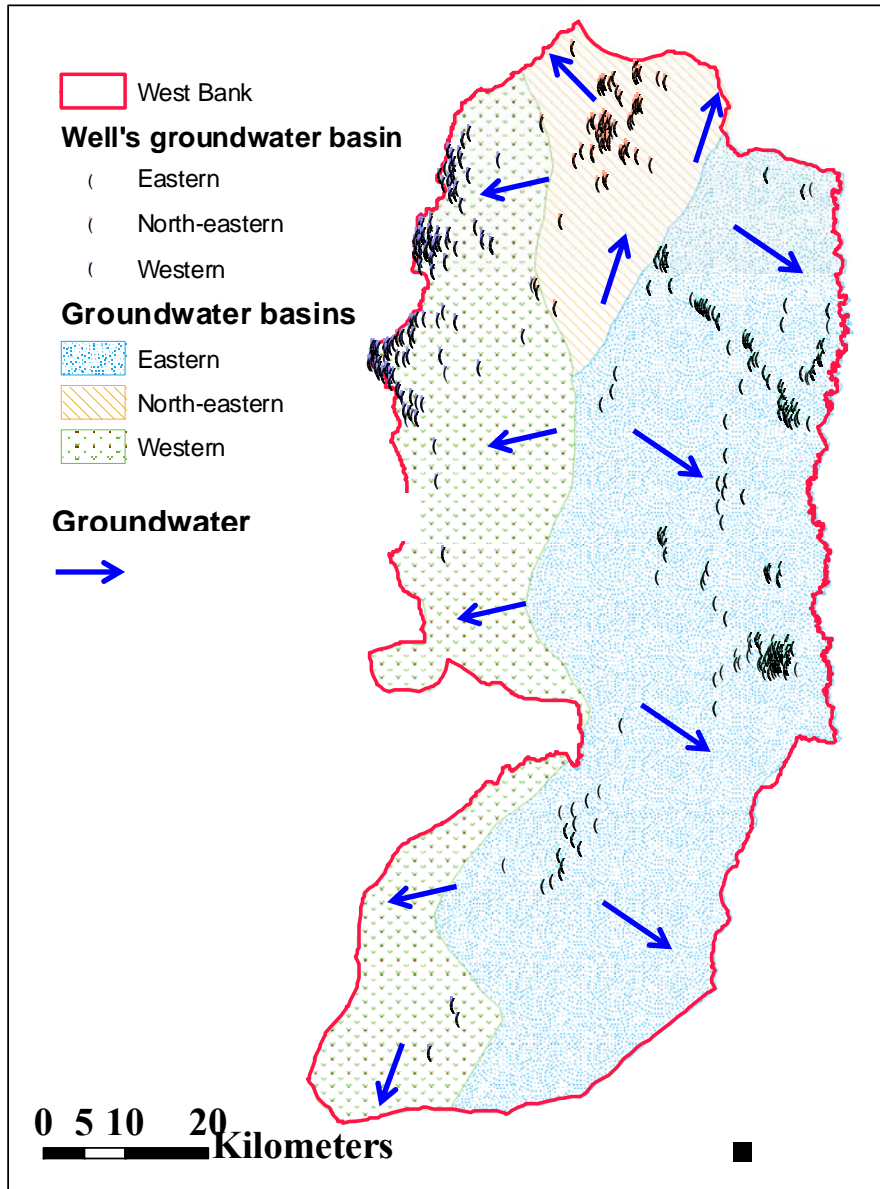 West Bank
Well's groundwater basin
Eastern
North-eastern
Western
Groundwater basins
Eastern
North-eastern
Western
Groundwater
0 5 10 20
Kilometers